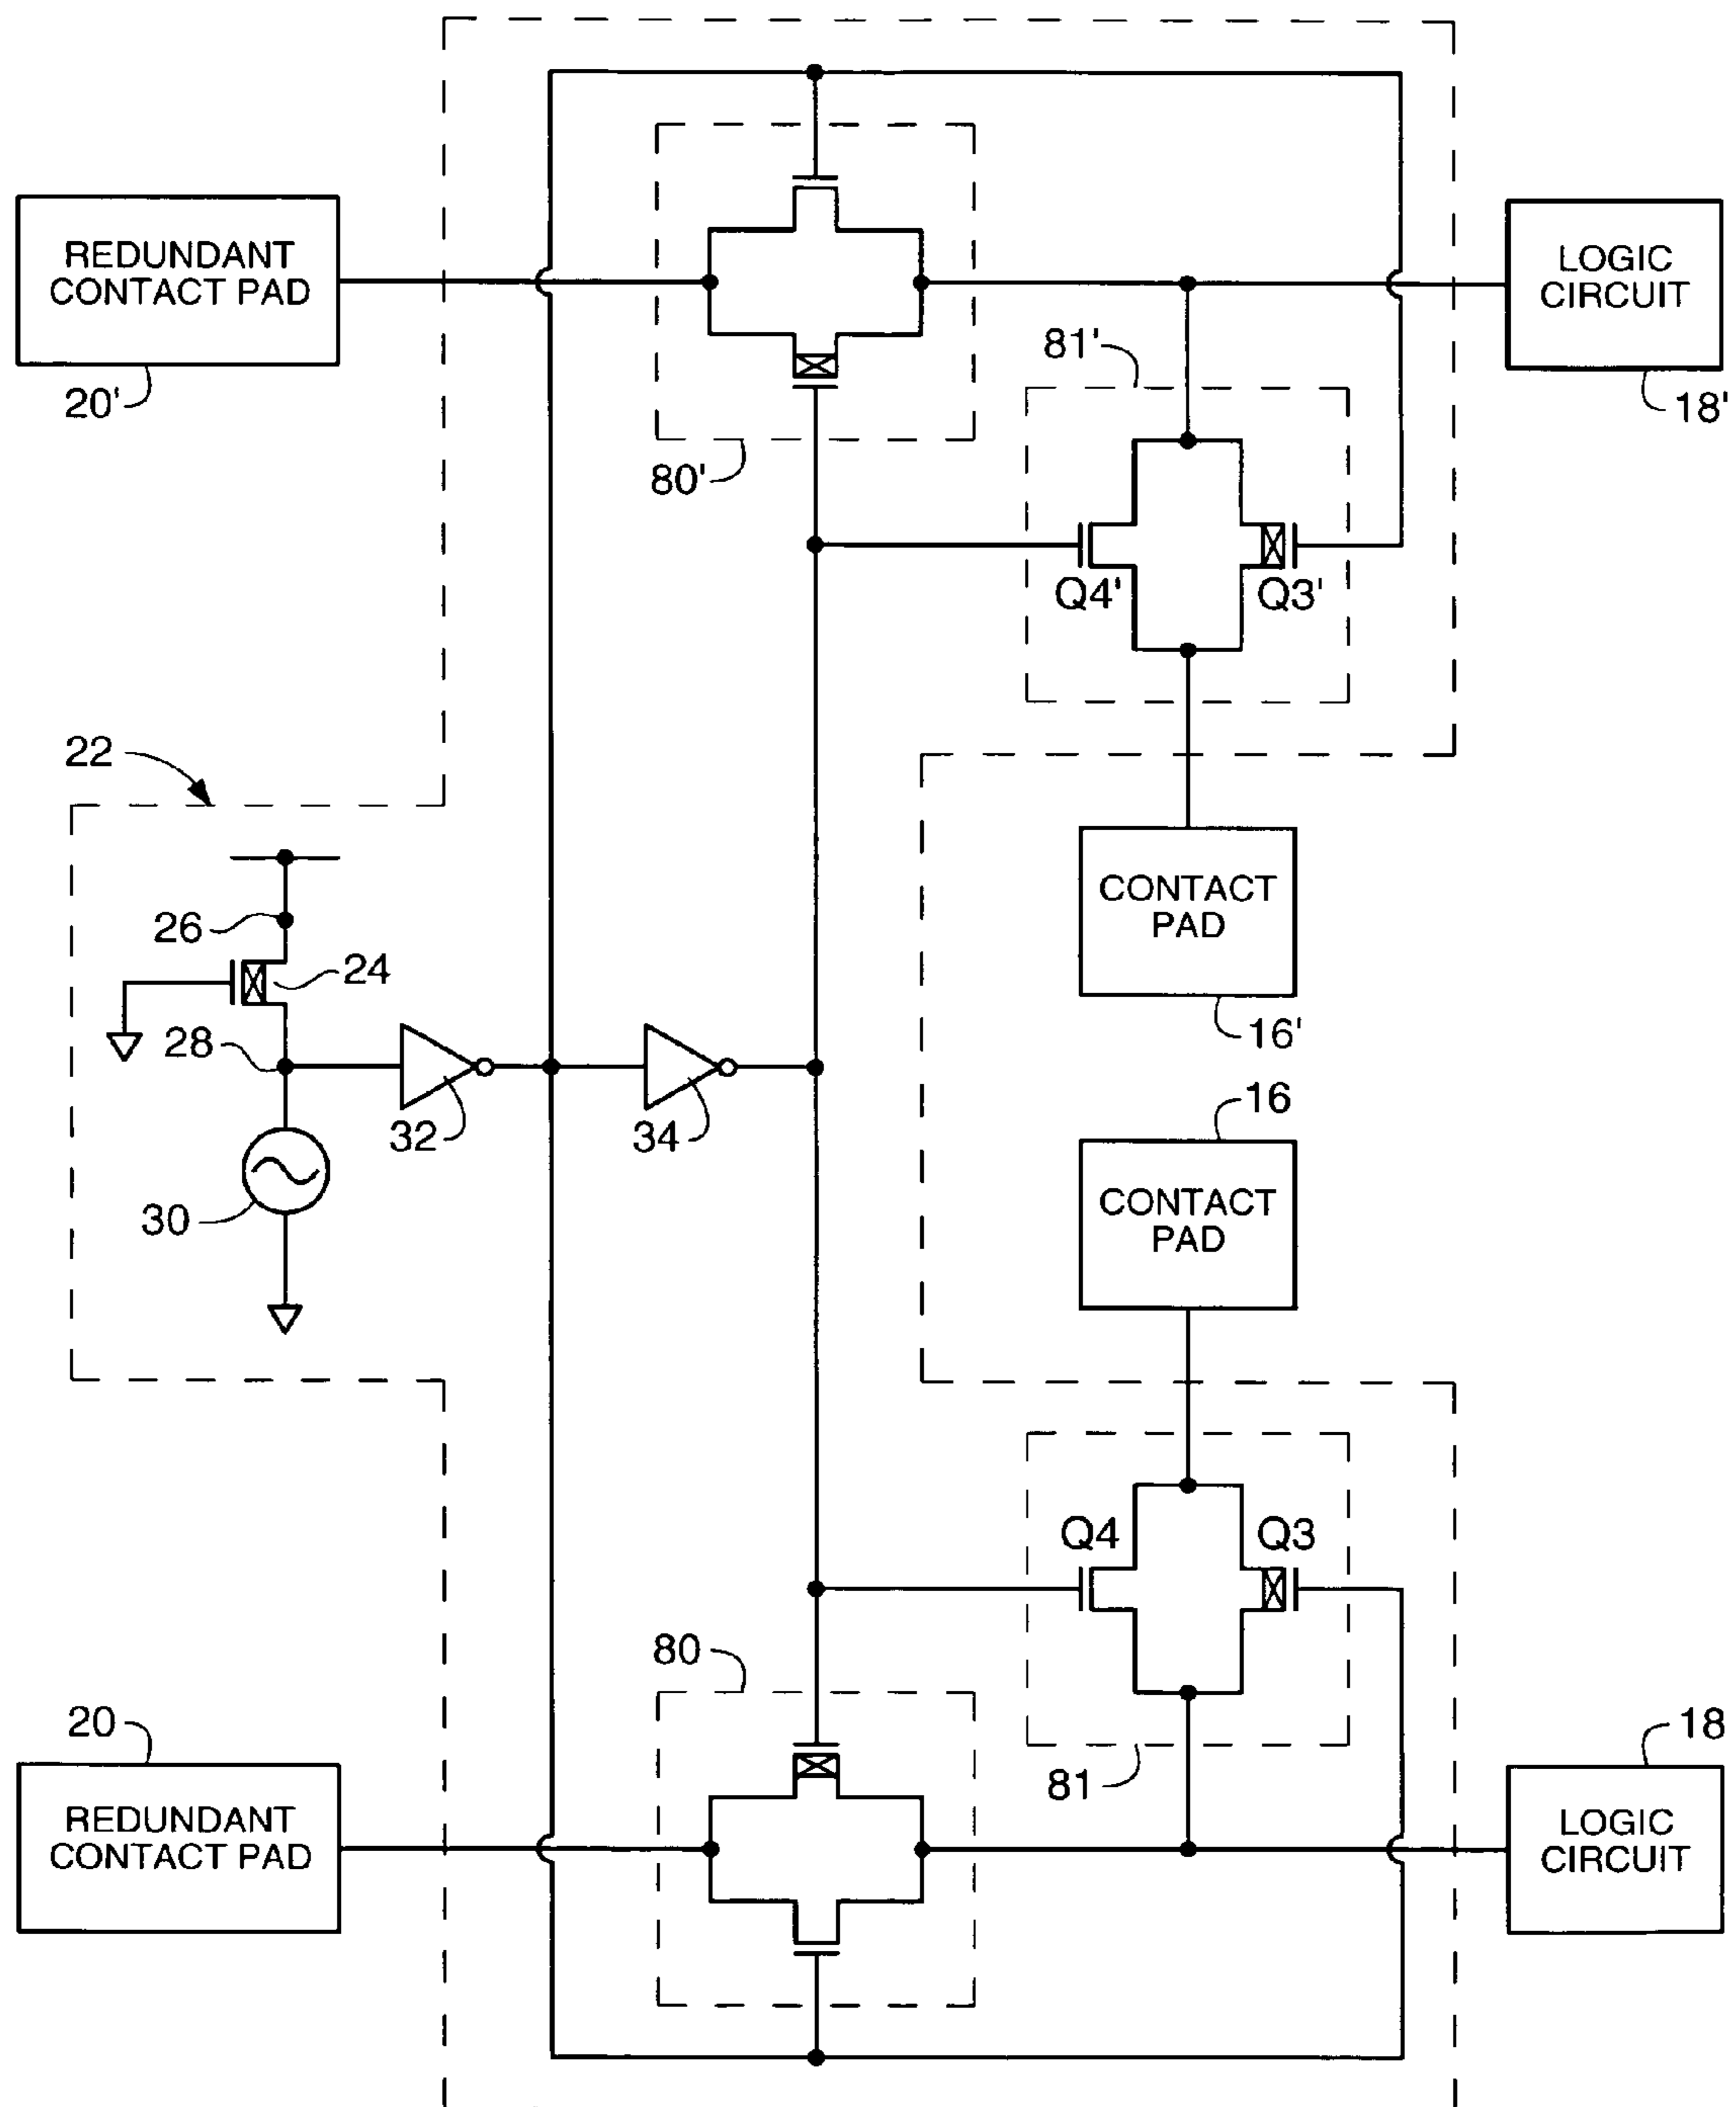 REDUNDANT
CONTACT PAD
20'
80'
81'
Q4'
Q3'
LOGIC
CIRCUIT
18'
22
CONTACT
PAD
16'
26
24
28
32
34
30
16
CONTACT
PAD
Q4
Q3
80
81
20
REDUNDANT
CONTACT PAD
18
LOGIC
CIRCUIT